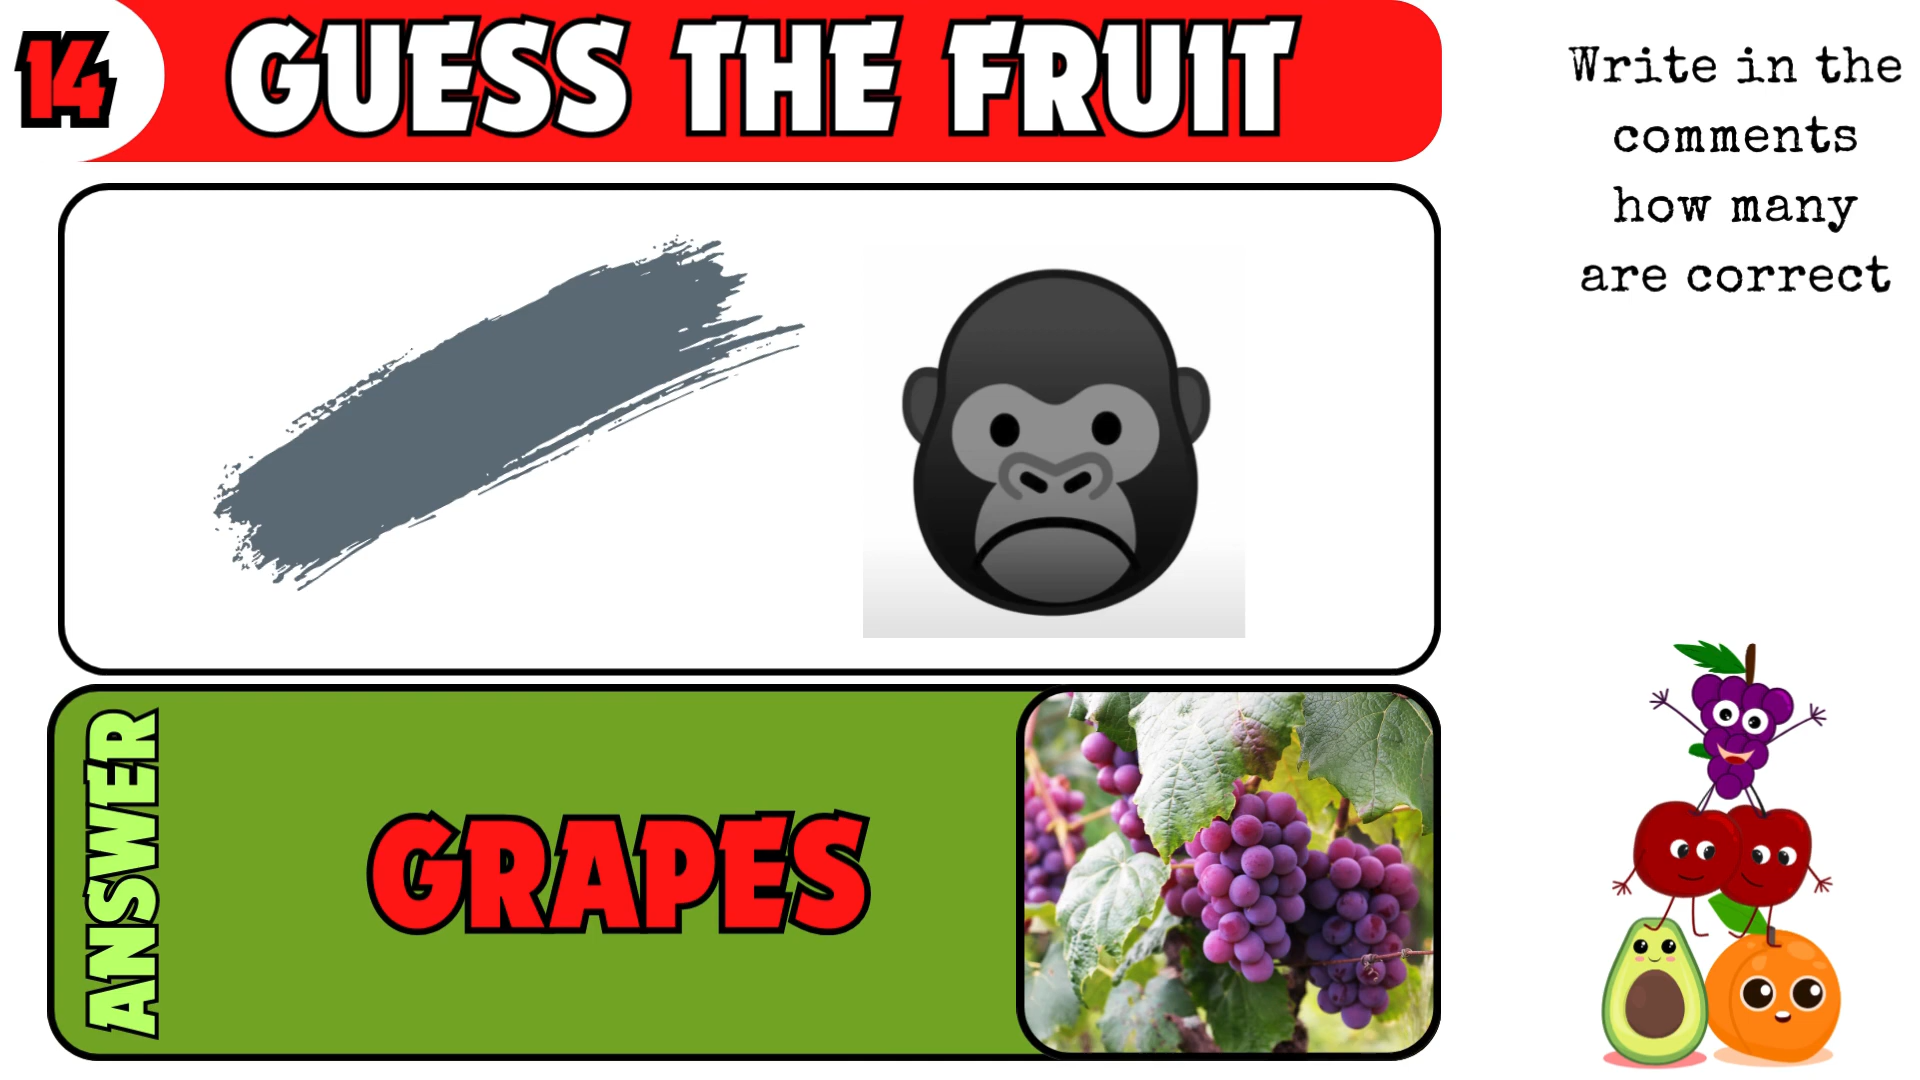 14
GUESS THE FRUIT
Write in the
comments
how many
are correct
ANSWER
GRAPES